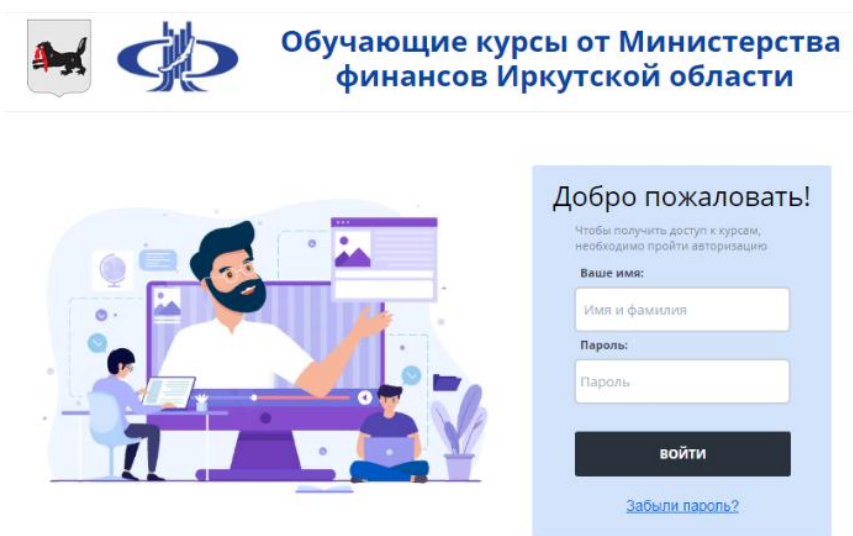 Обучающие курсы от Министерства
финансов Иркутской области
Добро пожаловать!
Чтобы получить доступ к курсам,
необходимо пройти авторизацию
Ваше имя:
Имя и фамилия
Пароль:
Пароль
ВОЙТИ
Забыли пароль?